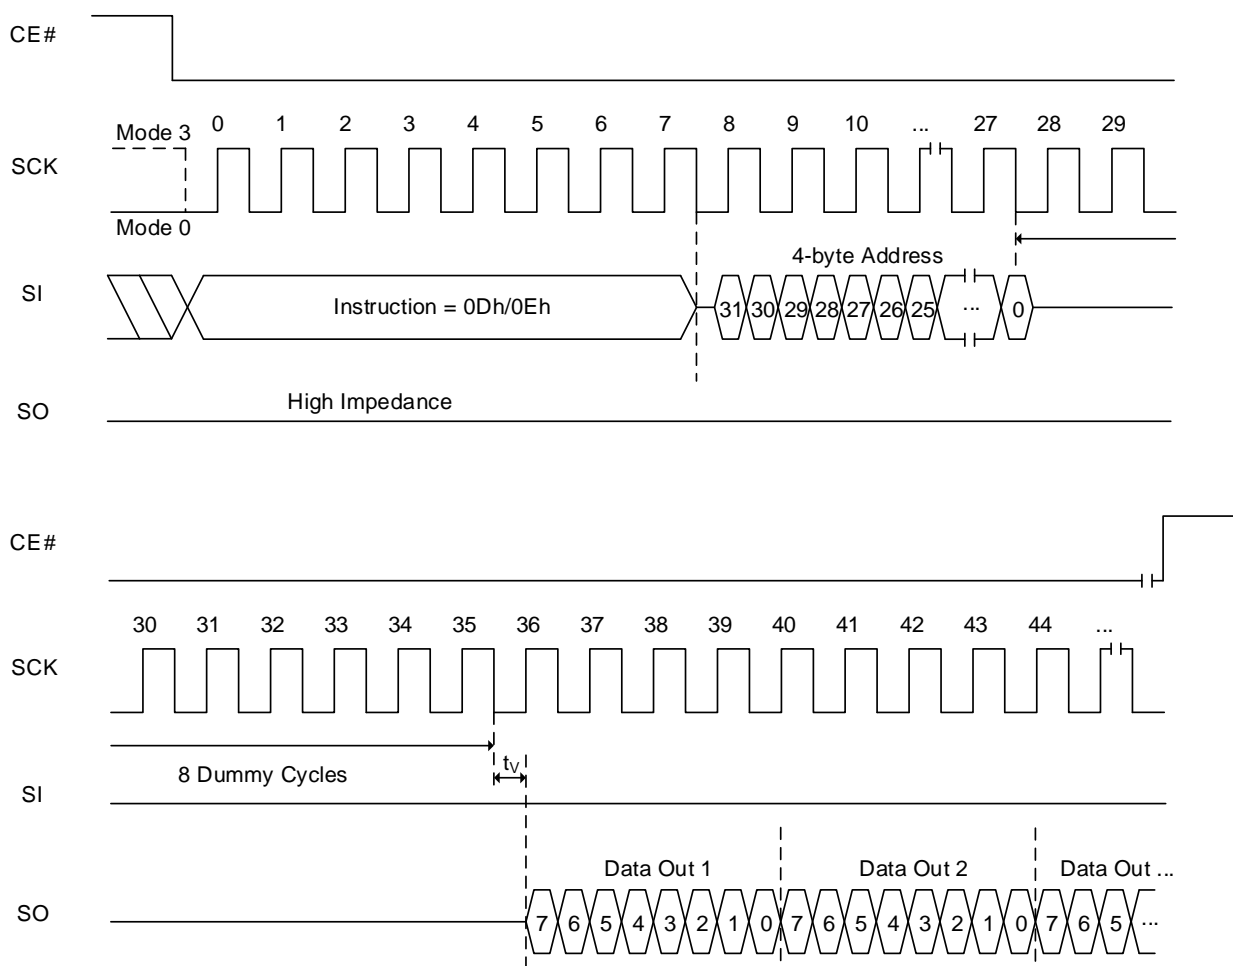 CE#
Mode 3 0 1 2 3 4 5 6 7 8 9 10 ... 27 28 29
SCK
Mode 0
4-byte Address
SI Instruction = 0Dh/0Eh 31 30 29 28 27 26 25 ... 0
SO High Impedance
CE#
30 31 32 33 34 35 36 37 38 39 40 41 42 43 44 ...
SCK
8 Dummy Cycles tV
SI
Data Out 1 Data Out 2 Data Out ...
SO 7 6 5 4 3 2 1 0 7 6 5 4 3 2 1 0 7 6 5 ...